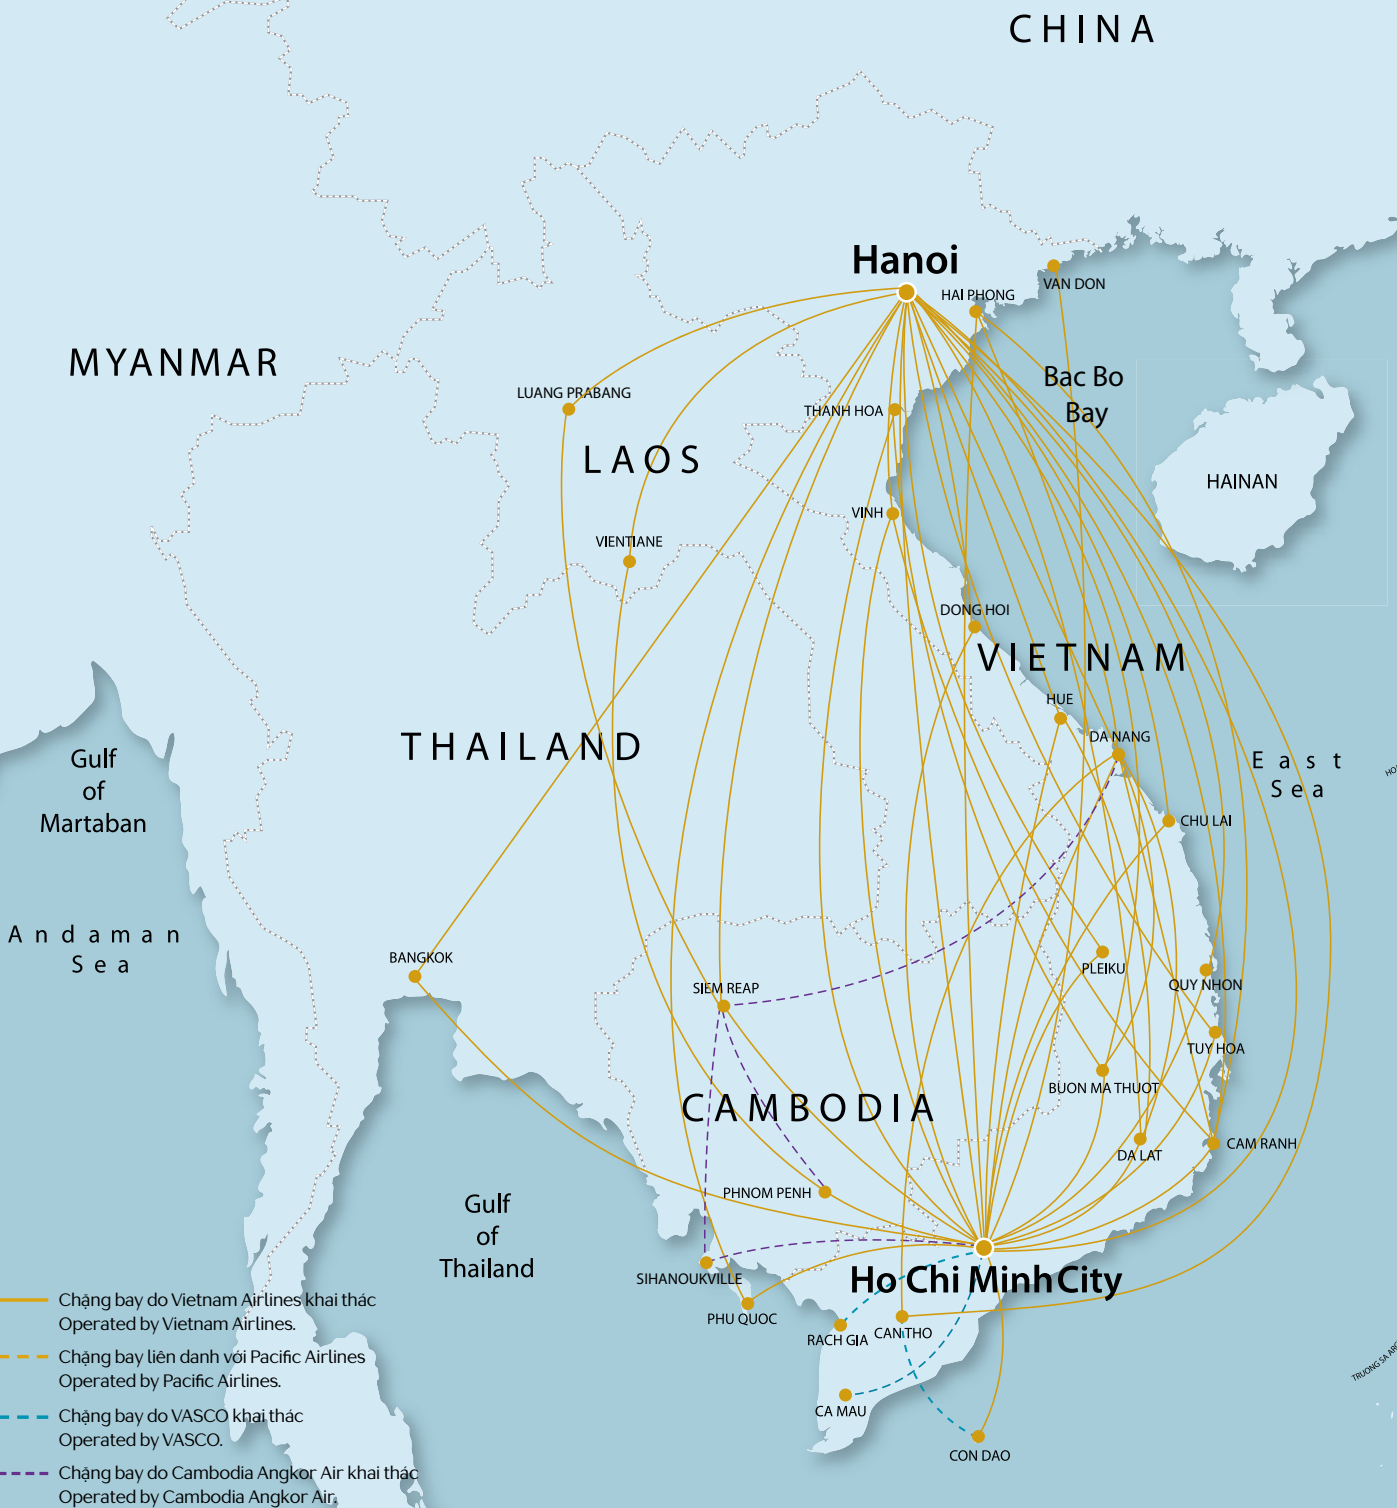 CHINA
Hanoi
VAN DON
HAI PHONG
MYANMAR
Bac Bo
Bay
LUANG PRABANG
THANH HOA
LAOS
HAINAN
VINH
VIENTIANE
DONG HOI
VIETNAM
HUE
DA NANG
THAILAND
Gulf
of
Martaban
East
Sea
CHU LAI
Andaman
Sea
BANGKOK
PLEIKU
SIEM REAP
QUY NHON
TUY HOA
BUON MA THUOT
CAMBODIA
CAM RANH
DA LAT
PHNOM PENH
Gulf
of
Thailand
SIHANOUKVILLE
Ho Chi Minh City
PHU QUOC
RACH GIA
CAN THO
CA MAU
CON DAO
Chặng bay do Vietnam Airlines khai thác
Operated by Vietnam Airlines.
Chặng bay liên danh với Pacific Airlines
Operated by Pacific Airlines.
Chặng bay do VASCO khai thác
Operated by VASCO.
Chặng bay do Cambodia Angkor Air khai thác
Operated by Cambodia Angkor Air.